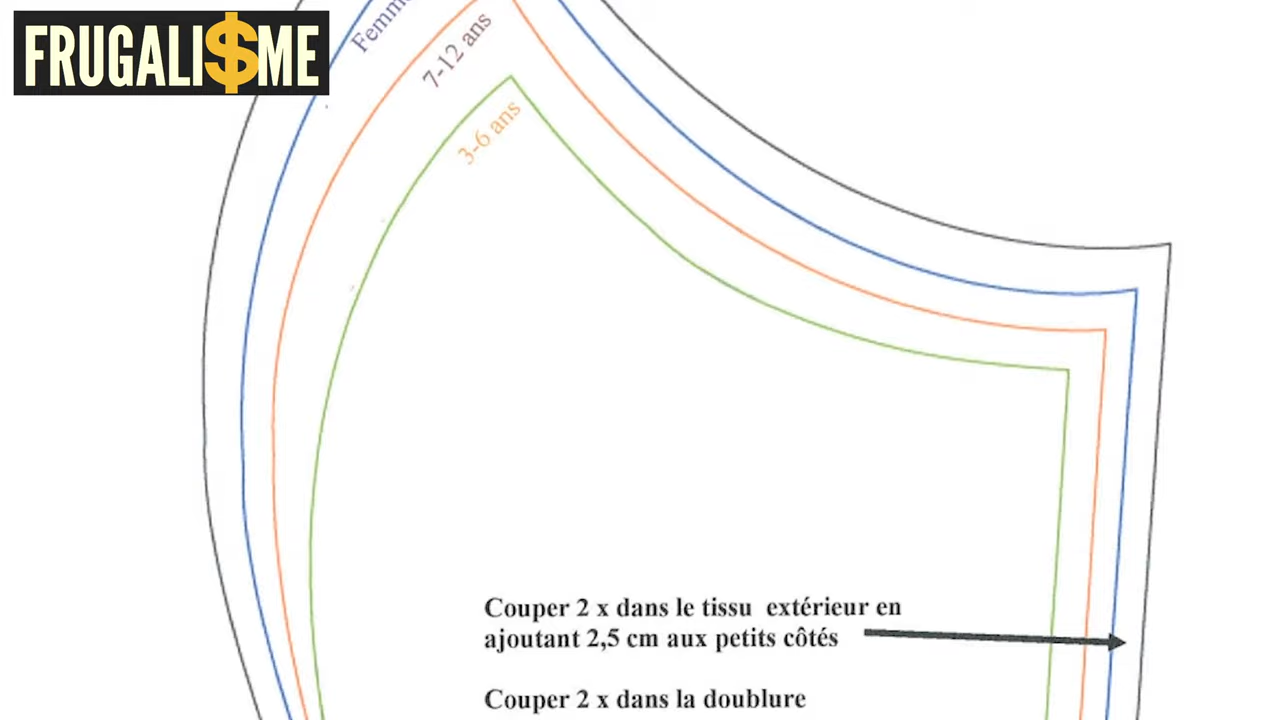 FRUGALI$ME
7-12 ans
3-6 ans
Couper 2 x dans le tissu extérieur en
ajoutant 2,5 cm aux petits côtés
Couper 2 x dans la doublure